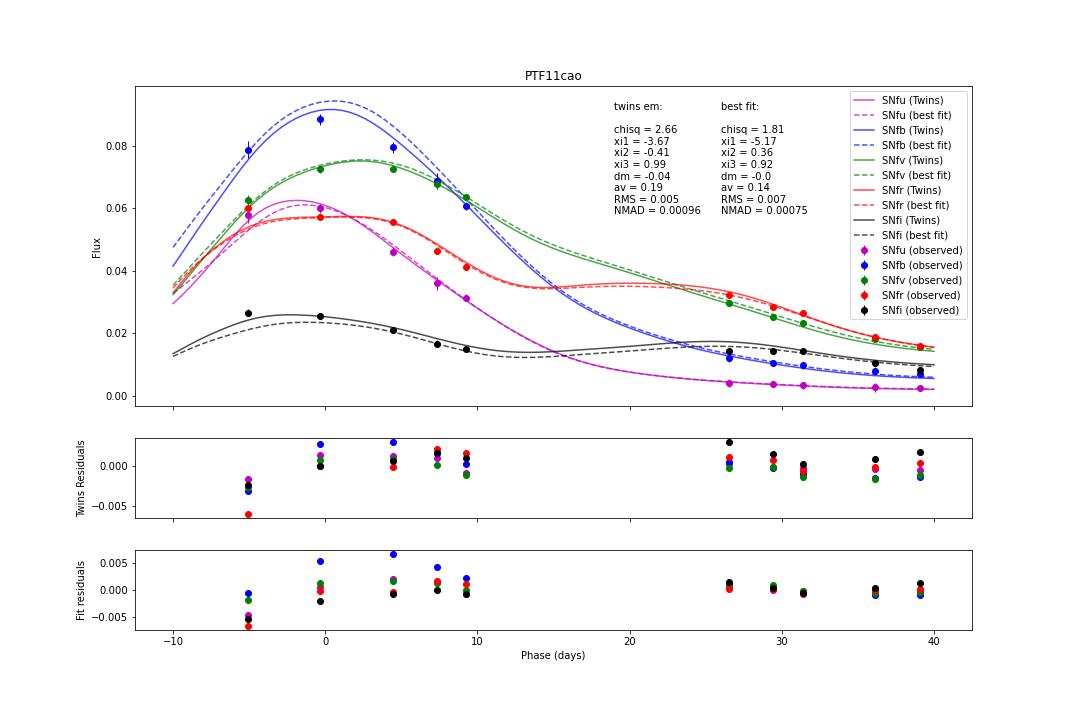 PTF11cao
twins em:
chisq = 2.66
xi1 = -3.67
xi2 = -0.41
xi3 = 0.99
dm = -0.04
av = 0.19
RMS = 0.005
NMAD = 0.00096
best fit:
chisq = 1.81
xi1 = -5.17
xi2 = 0.36
xi3 = 0.92
dm = -0.0
av = 0.14
RMS = 0.007
NMAD = 0.00075
SNfu (Twins)
SNfu (best fit)
SNfb (Twins)
SNfb (best fit)
SNfv (Twins)
SNfv (best fit)
SNfr (Twins)
SNfr (best fit)
SNfi (Twins)
SNfi (best fit)
SNfu (observed)
SNfb (observed)
SNfv (observed)
SNfr (observed)
SNfi (observed)
Flux
0.08
0.06
0.04
0.02
0.00
Twins Residuals
0.000
−0.005
Fit residuals
0.005
0.000
−0.005
−10 0 10 20 30 40
Phase (days)